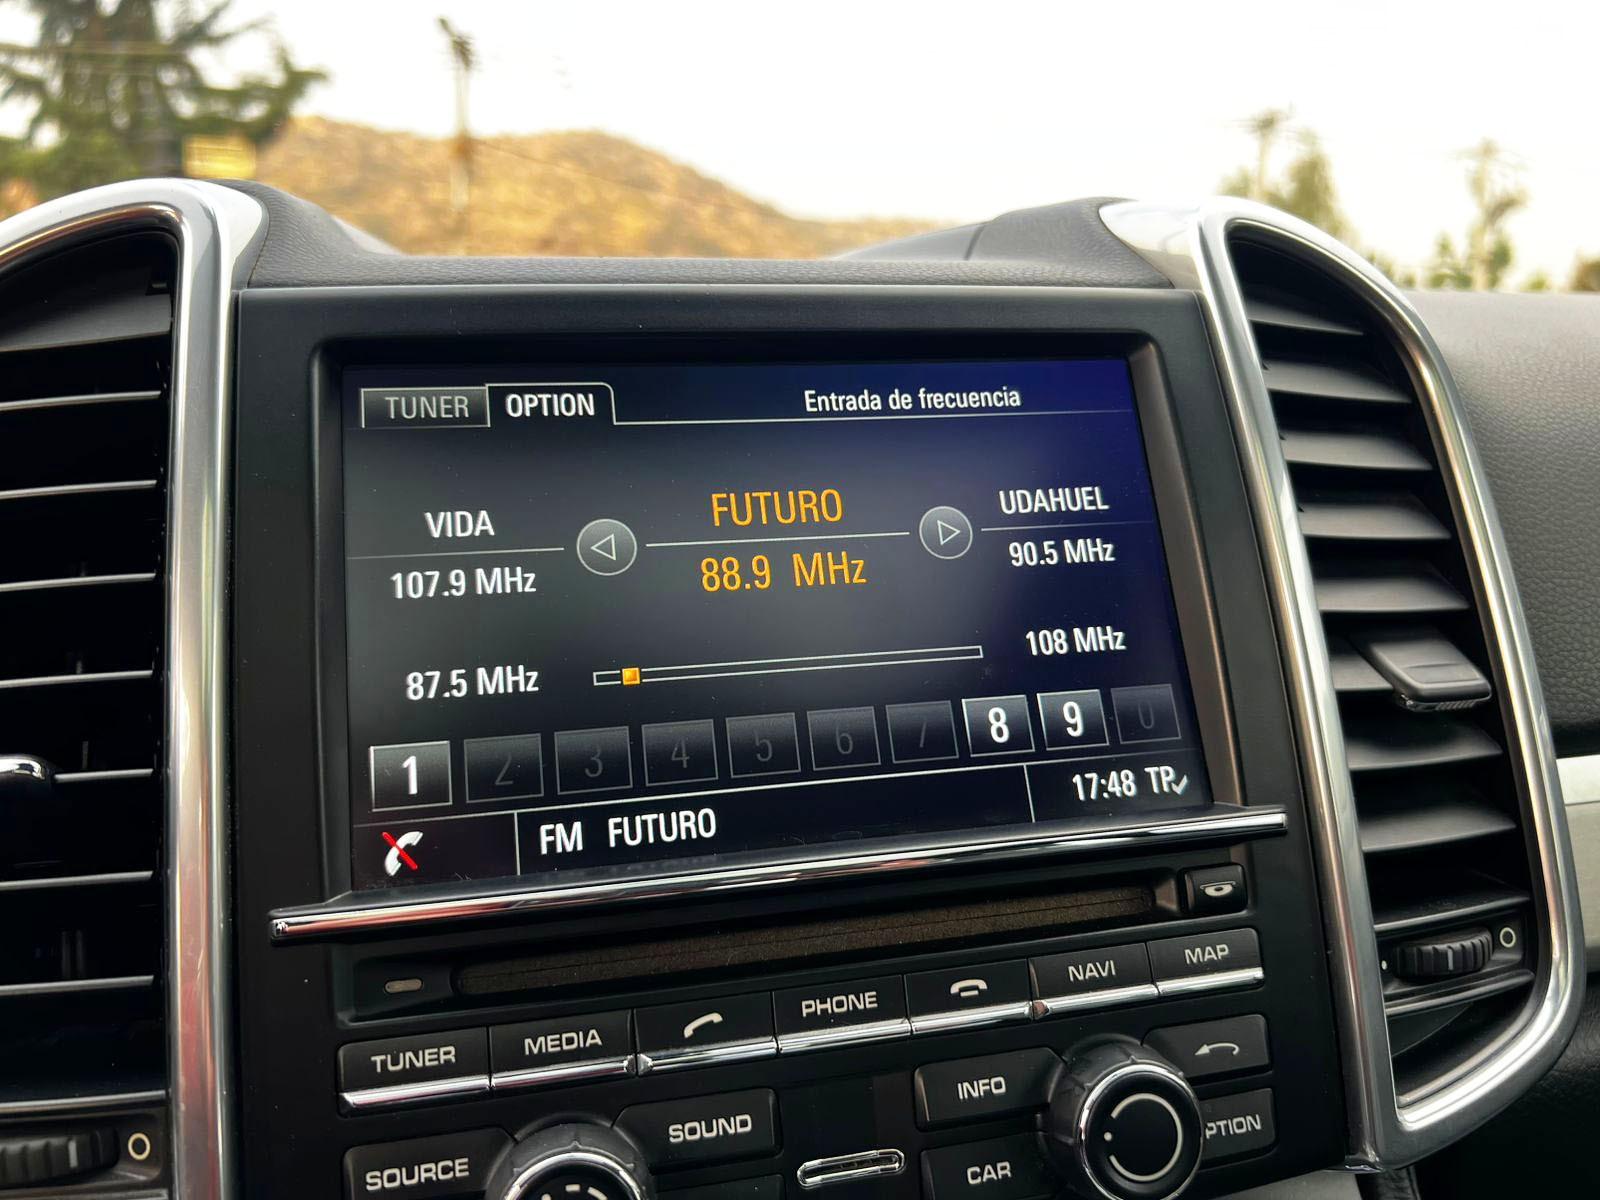 TUNER OPTION Entrada de frecuencia
VIDA FUTURO UDAHUEL
107.9 MHz 88.9 MHz 90.5 MHz
87.5 MHz 108 MHz
1 2 3 4 5 6 7 8 9 0
FM FUTURO 17:48 TP
TUNER MEDIA PHONE NAVI MAP
SOURCE SOUND INFO PTION
CAR